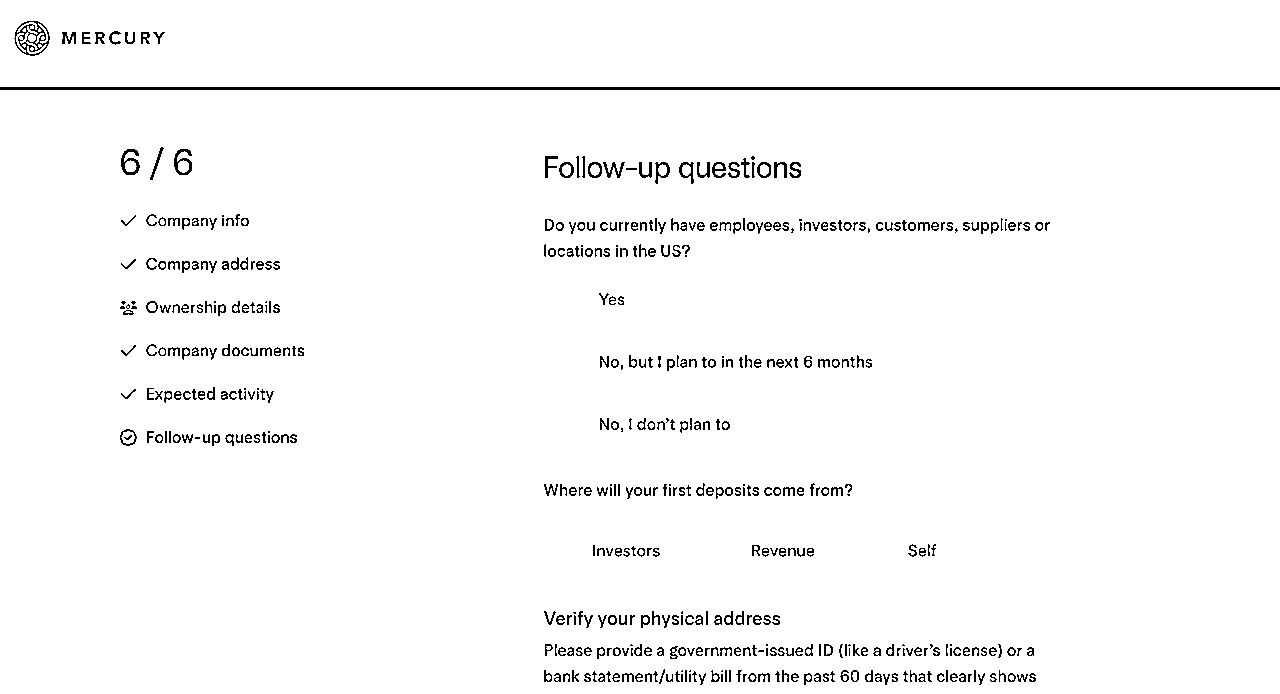 MERCURY
6 / 6
Company info
Company address
Ownership details
Company documents
Expected activity
Follow-up questions
Follow-up questions
Do you currently have employees, investors, customers, suppliers or
locations in the US?
Yes
No, but I plan to in the next 6 months
No, I don't plan to
Where will your first deposits come from?
Investors Revenue Self
Verify your physical address
Please provide a government-issued ID (like a driver's license) or a
bank statement/utility bill from the past 60 days that clearly shows